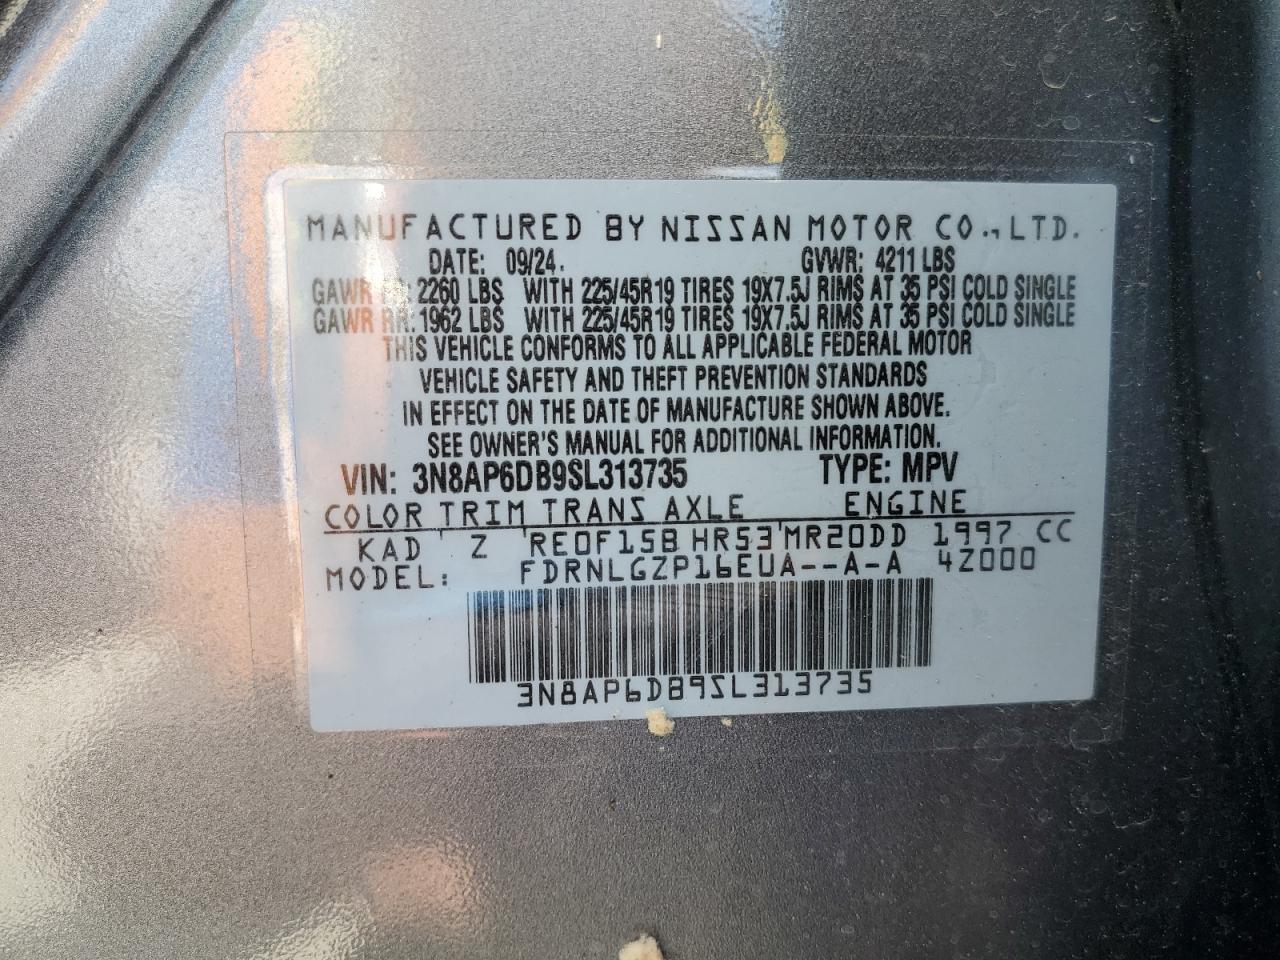 MANUFACTURED BY NISSAN MOTOR CO., LTD.
DATE: 09/24. GVWR: 4211 LBS
GAWR : 2260 LBS WITH 225/45R19 TIRES 19X7.5J RIMS AT 35 PSI COLD SINGLE
GAWR RR: 1962 LBS WITH 225/45R19 TIRES 19X7.5J RIMS AT 35 PSI COLD SINGLE
THIS VEHICLE CONFORMS TO ALL APPLICABLE FEDERAL MOTOR
VEHICLE SAFETY AND THEFT PREVENTION STANDARDS
IN EFFECT ON THE DATE OF MANUFACTURE SHOWN ABOVE.
SEE OWNER'S MANUAL FOR ADDITIONAL INFORMATION.
VIN: 3N8AP6DB9SL313735 TYPE: MPV
COLOR TRIM TRANS AXLE ENGINE
KAD Z RE0F15B HR53 MR20DD 1997 CC
MODEL: FDRNLGZP16EUA--A-A 4Z000
3N8AP6DB9SL313735